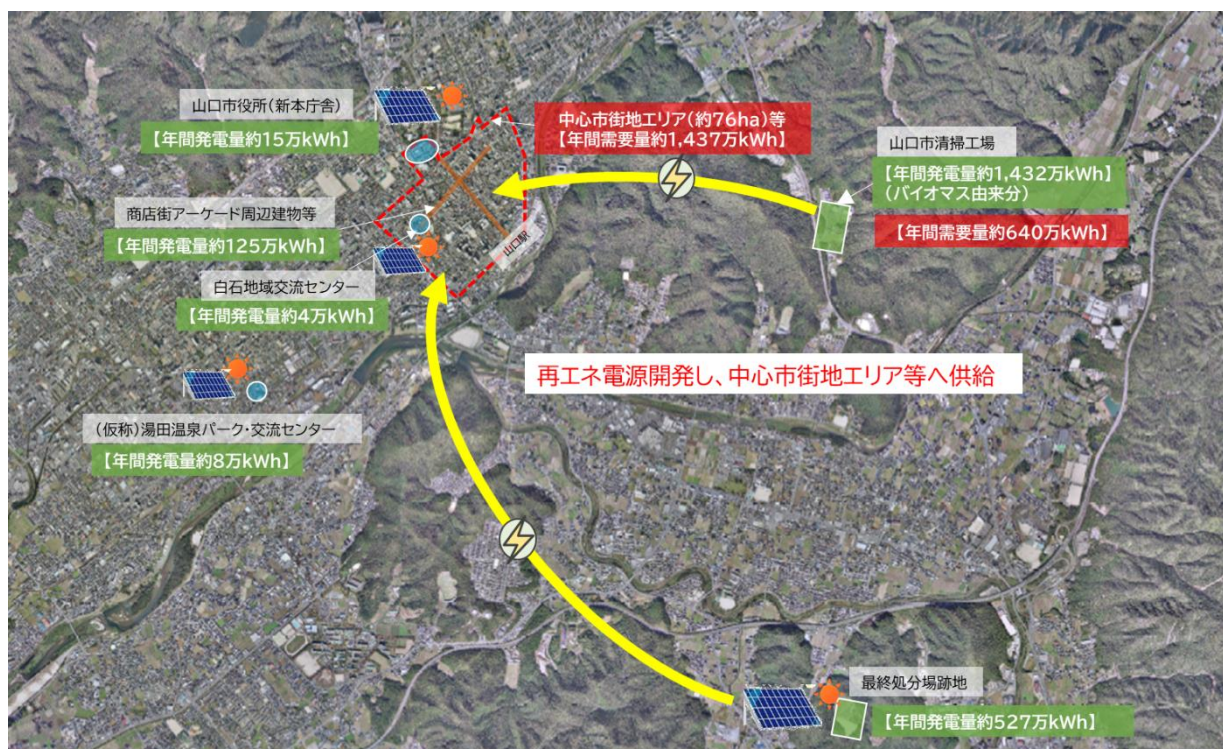 山口市役所(新本庁舎)
【年間発電量約15万kWh】
中心市街地エリア(約76ha)等
【年間需要量約1,437万kWh】
山口市清掃工場
【年間発電量約1,432万kWh】
(バイオマス由来分)
【年間需要量約640万kWh】
商店街アーケード周辺建物等
【年間発電量約125万kWh】
山口駅
白石地域交流センター
【年間発電量約4万kWh】
再エネ電源開発し、中心市街地エリア等へ供給
(仮称)湯田温泉パーク・交流センター
【年間発電量約8万kWh】
最終処分場跡地
【年間発電量約527万kWh】